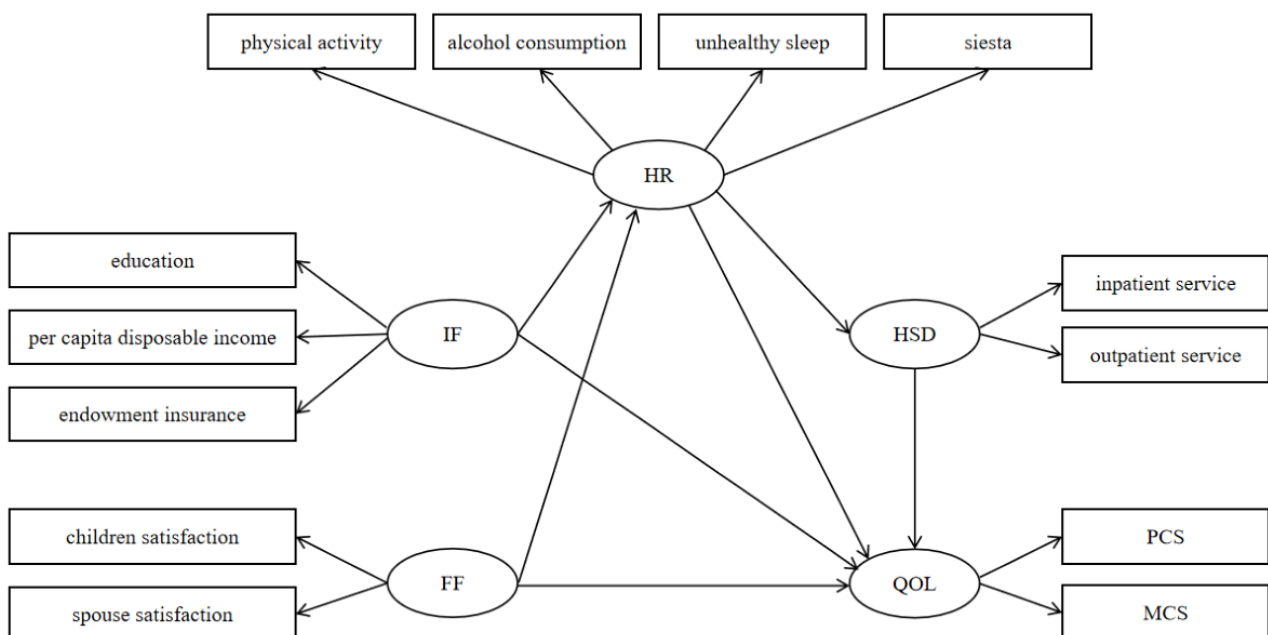 physical activity
alcohol consumption
unhealthy sleep
siesta
HR
education
inpatient service
per capita disposable income
IF
HSD
outpatient service
endowment insurance
children satisfaction
PCS
FF
QOL
spouse satisfaction
MCS